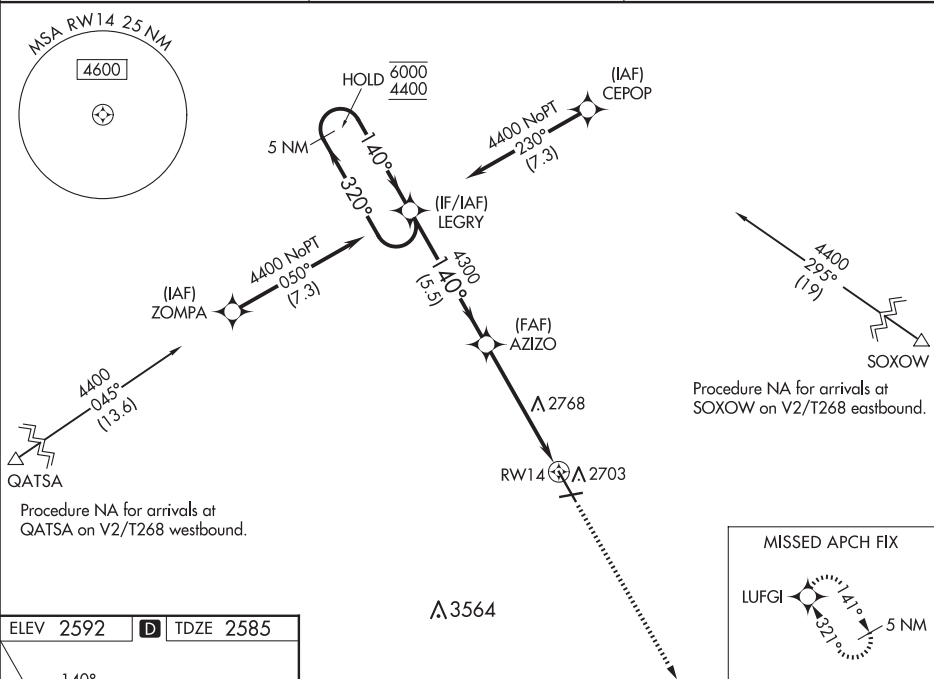 MSA RW14 25 NM
4600
HOLD 6000
4400
5 NM
140°
320°
(IAF)
CEPOP
4400 NoPT
230°
(7.3)
(IF/IAF)
LEGRY
4400 NoPT
050°
(7.3)
(IAF)
ZOMPA
4300
140°
(5.5)
4400
295°
(19)
SOXOW
(FAF)
AZIZO
4400
045°
(13.6)
QATSA
Procedure NA for arrivals at
SOXOW on V2/T268 eastbound.
2768
RW14
2703
Procedure NA for arrivals at
QATSA on V2/T268 westbound.
MISSED APCH FIX
LUFGI
141°
321°
5 NM
3564
ELEV 2592 D TDZE 2585
140°